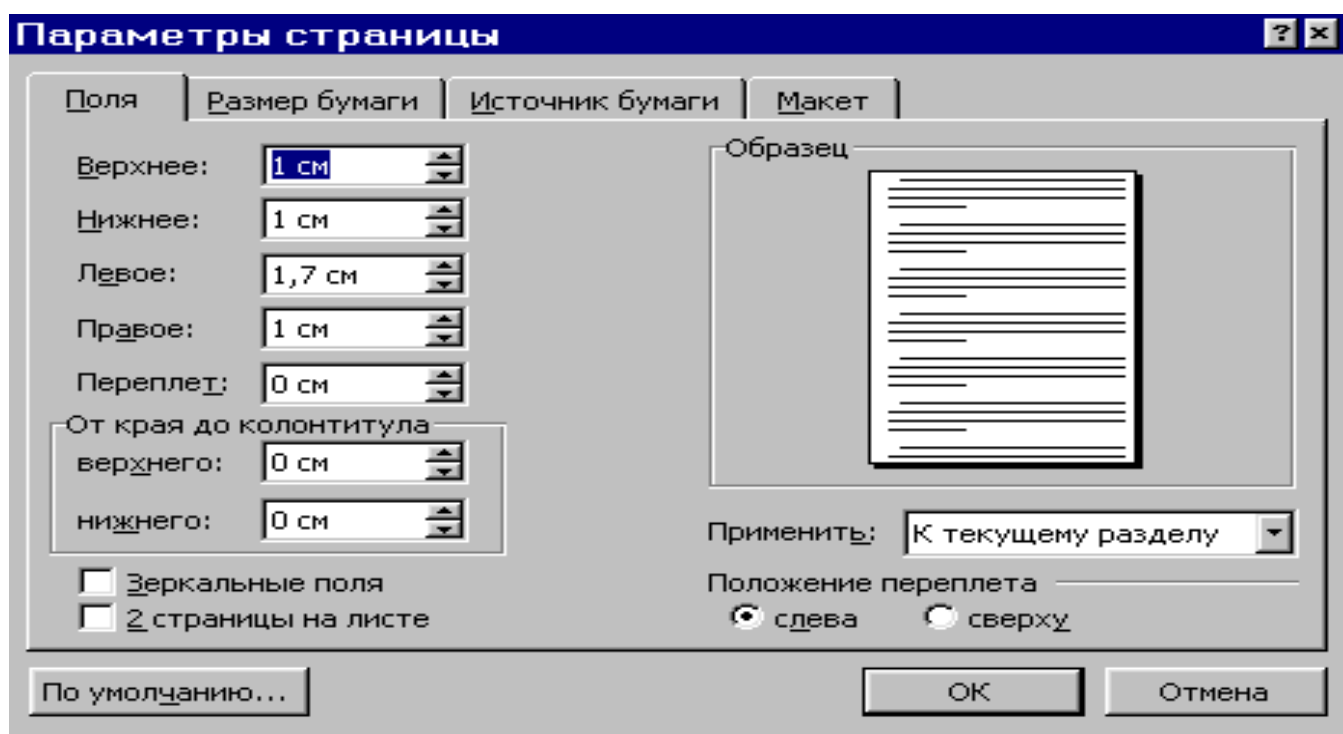 Параметры страницы
Поля Размер бумаги Источник бумаги Макет
Верхнее: 1 см
Нижнее: 1 см
Левое: 1,7 см
Правое: 1 см
Переплет: 0 см
От края до колонтитула
верхнего: 0 см
нижнего: 0 см
Зеркальные поля
2 страницы на листе
Образец
Применить: К текущему разделу
Положение переплета
слева сверху
По умолчанию... ОК Отмена